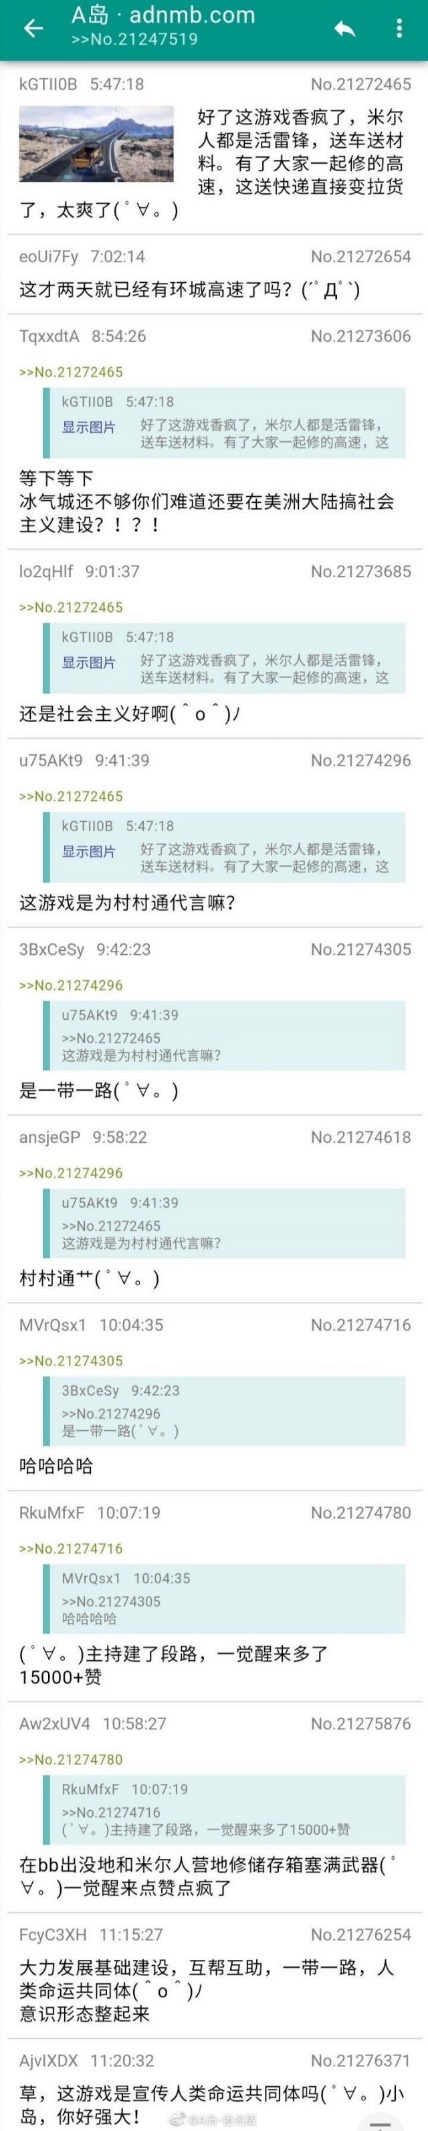 A岛 · adnmb.com
>>No.21247519
kGTII0B 5:47:18 No.21272465
好了这游戏香疯了，米尔
人都是活雷锋，送车送材
料。有了大家一起修的高
速，这送快递直接变拉货
了，太爽了(ﾟ∀。)
eoUi7Fy 7:02:14 No.21272654
这才两天就已经有环城高速了吗？(´ﾟДﾟ`)
TqxxdtA 8:54:26 No.21273606
>>No.21272465
kGTII0B 5:47:18
显示图片 好了这游戏香疯了，米尔人都是活雷锋，
送车送材料。有了大家一起修的高速，这
等下等下
冰气城还不够你们难道还要在美洲大陆搞社会
主义建设？！？！
lo2qHlf 9:01:37 No.21273685
>>No.21272465
kGTII0B 5:47:18
显示图片 好了这游戏香疯了，米尔人都是活雷锋，
送车送材料。有了大家一起修的高速，这
还是社会主义好啊(＾o＾)ﾉ
u75AKt9 9:41:39 No.21274296
>>No.21272465
kGTII0B 5:47:18
显示图片 好了这游戏香疯了，米尔人都是活雷锋，
送车送材料。有了大家一起修的高速，这
这游戏是为村村通代言嘛？
3BxCeSy 9:42:23 No.21274305
>>No.21274296
u75AKt9 9:41:39
>>No.21272465
这游戏是为村村通代言嘛？
是一带一路(ﾟ∀。)
ansjeGP 9:58:22 No.21274618
>>No.21274296
u75AKt9 9:41:39
>>No.21272465
这游戏是为村村通代言嘛？
村村通艹(ﾟ∀。)
MVrQsx1 10:04:35 No.21274716
>>No.21274305
3BxCeSy 9:42:23
>>No.21274296
是一带一路(ﾟ∀。)
哈哈哈哈
RkuMfxF 10:07:19 No.21274780
>>No.21274716
MVrQsx1 10:04:35
>>No.21274305
哈哈哈哈
(ﾟ∀。)主持建了段路，一觉醒来多了
15000+赞
Aw2xUV4 10:58:27 No.21275876
>>No.21274780
RkuMfxF 10:07:19
>>No.21274716
(ﾟ∀。)主持建了段路，一觉醒来多了15000+赞
在bb出没地和米尔人营地修储存箱塞满武器(ﾟ
∀。)一觉醒来点赞点疯了
FcyC3XH 11:15:27 No.21276254
大力发展基础建设，互帮互助，一带一路，人
类命运共同体(＾o＾)ﾉ
意识形态整起来
AjvIXDX 11:20:32 No.21276371
草，这游戏是宣传人类命运共同体吗(ﾟ∀。)小
岛，你好强大！